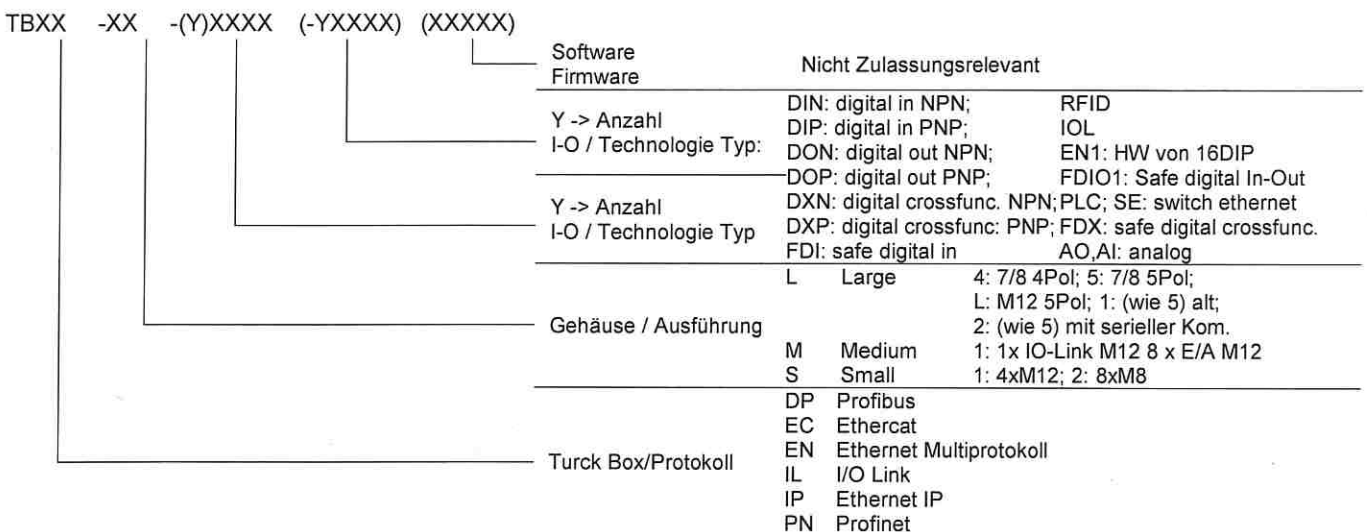 TBXX -XX -(Y)XXXX (-YXXXX) (XXXXX)
Software
Firmware
Nicht Zulassungsrelevant
Y -> Anzahl
I-O / Technologie Typ:
Y -> Anzahl
I-O / Technologie Typ
DIN: digital in NPN; RFID
DIP: digital in PNP; IOL
DON: digital out NPN; EN1: HW von 16DIP
DOP: digital out PNP; FDIO1: Safe digital In-Out
DXN: digital crossfunc. NPN; PLC; SE: switch ethernet
DXP: digital crossfunc: PNP; FDX: safe digital crossfunc.
FDI: safe digital in AO,AI: analog
Gehäuse / Ausführung
L Large 4: 7/8 4Pol; 5: 7/8 5Pol;
L: M12 5Pol; 1: (wie 5) alt;
2: (wie 5) mit serieller Kom.
M Medium 1: 1x IO-Link M12 8 x E/A M12
S Small 1: 4xM12; 2: 8xM8
Turck Box/Protokoll
DP Profibus
EC Ethercat
EN Ethernet Multiprotokoll
IL I/O Link
IP Ethernet IP
PN Profinet